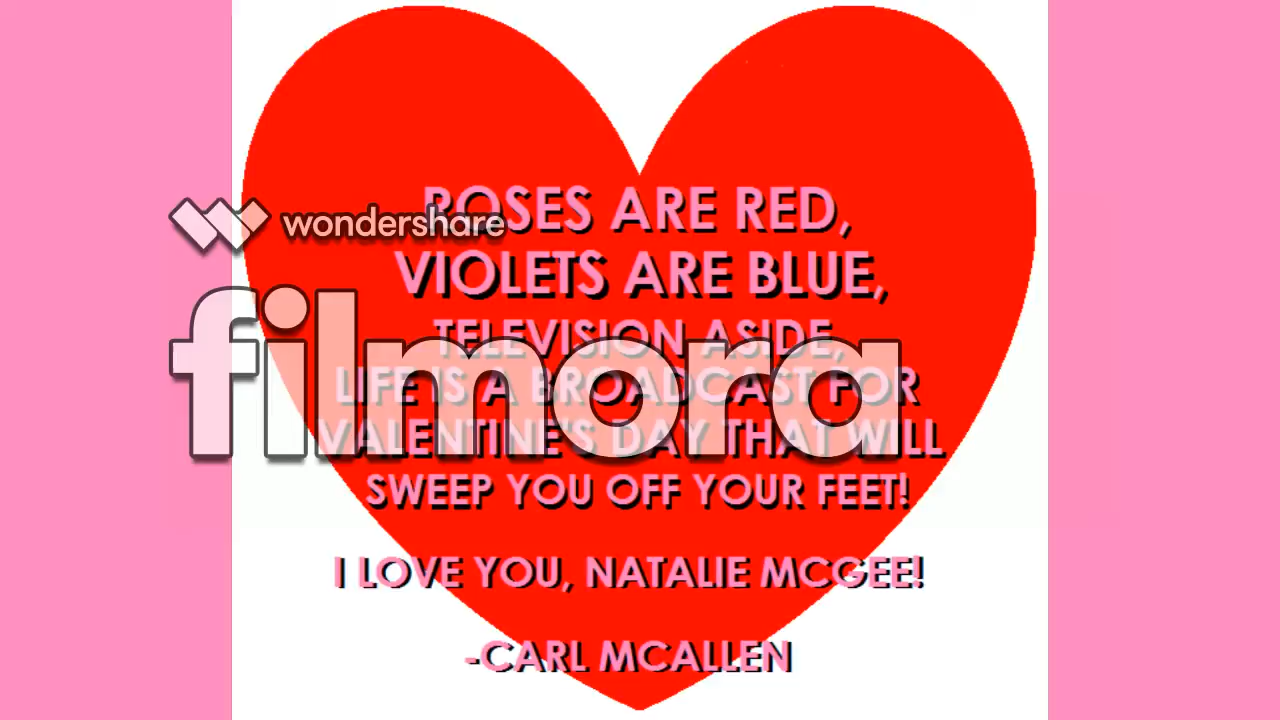 ROSES ARE RED,
VIOLETS ARE BLUE,
TELEVISION ASIDE,
LIFE IS A BROADCAST FOR
VALENTINE'S DAY THAT WILL
SWEEP YOU OFF YOUR FEET!
I LOVE YOU, NATALIE MCGEE!
-CARL MCALLEN
wondershare
filmora